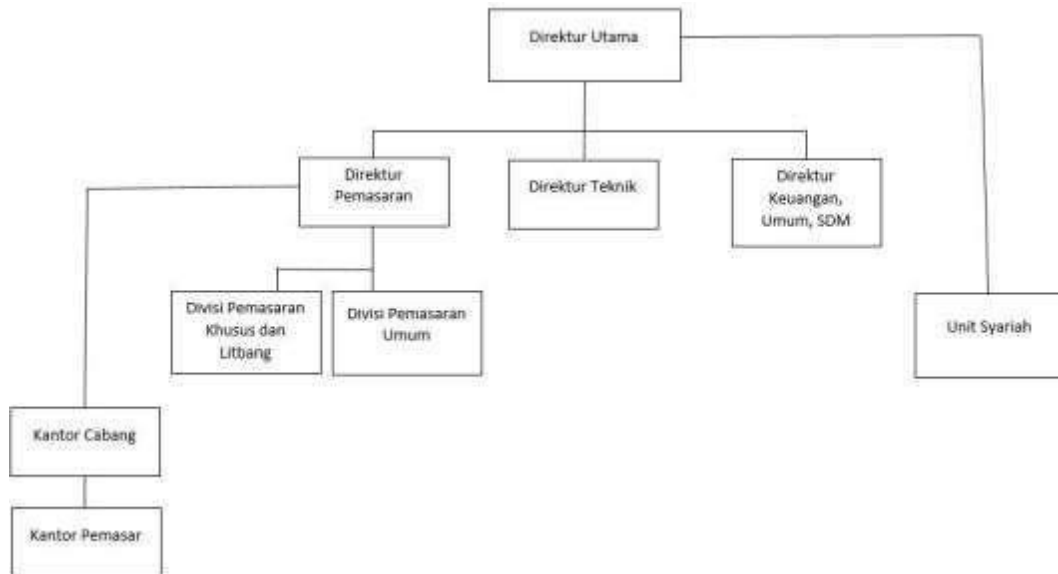 Direktur Utama
Direktur
Pemasaran
Direktur Teknik
Direktur
Keuangan,
Umum, SDM
Divisi Pemasaran
Khusus dan
Litbang
Divisi Pemasaran
Umum
Unit Syariah
Kantor Cabang
Kantor Pemasar